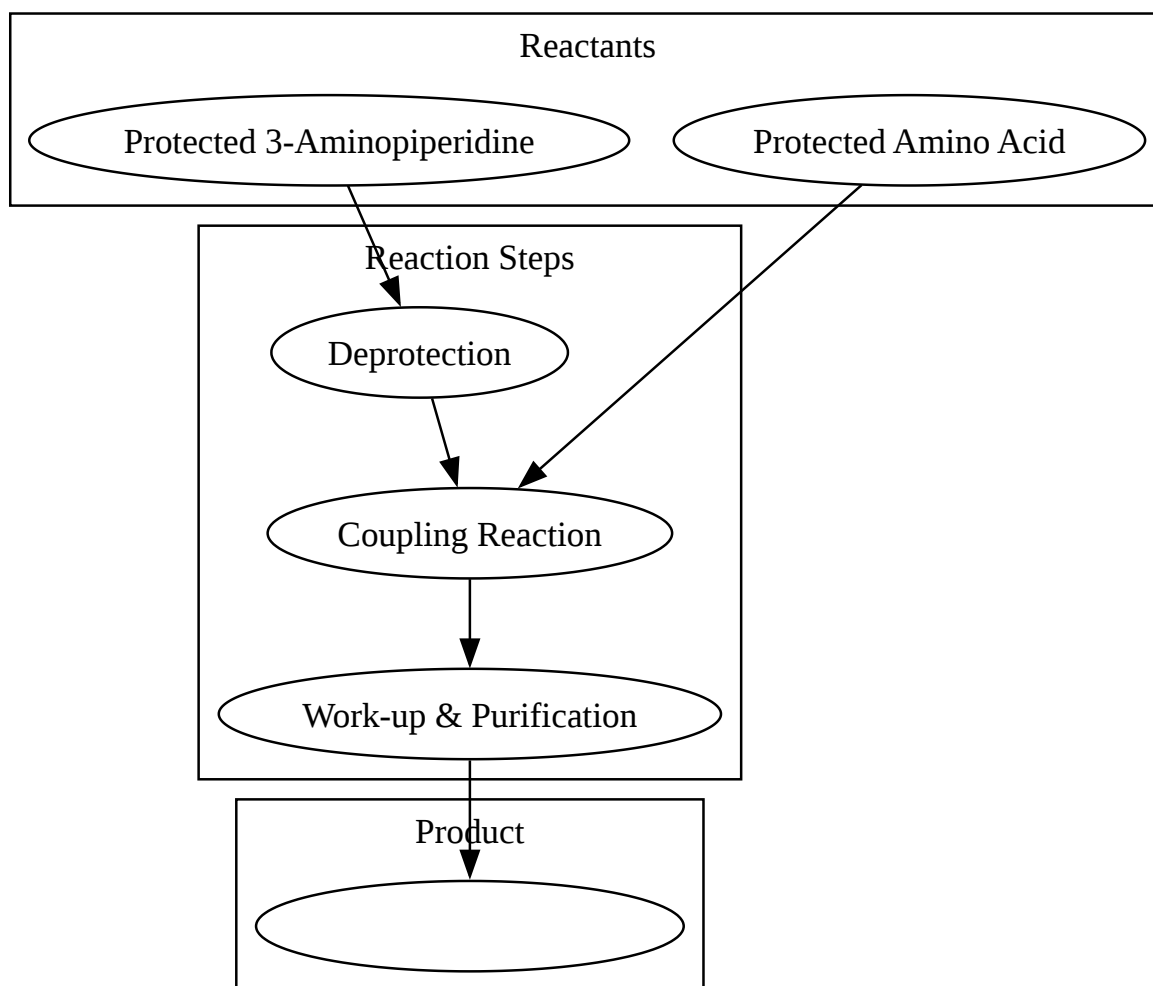 Reactants
Protected 3-Aminopiperidine
Protected Amino Acid
Reaction Steps
Deprotection
Coupling Reaction
Work-up & Purification
Product